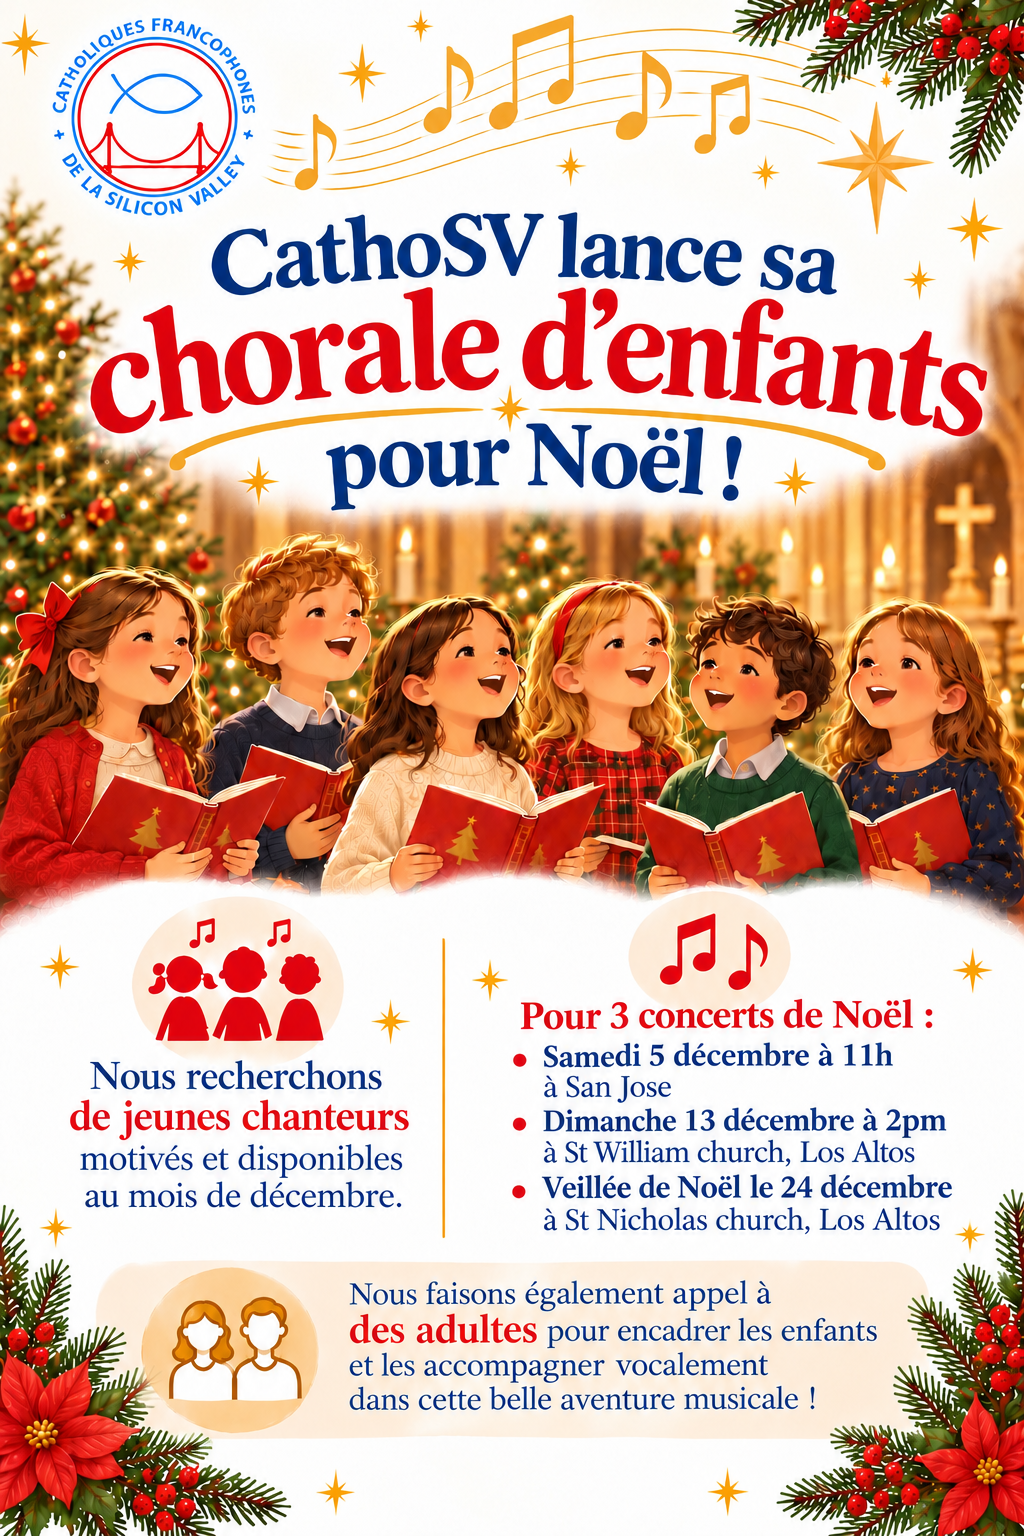 CATHOLIQUES FRANCOPHONES
+ DE LA SILICON VALLEY +
CathoSV lance sa
chorale d'enfants
pour Noël !
Nous recherchons
de jeunes chanteurs
motivés et disponibles
au mois de décembre.
Pour 3 concerts de Noël :
• Samedi 5 décembre à 11h
à San Jose
• Dimanche 13 décembre à 2pm
à St William church, Los Altos
• Veillée de Noël le 24 décembre
à St Nicholas church, Los Altos
Nous faisons également appel à
des adultes pour encadrer les enfants
et les accompagner vocalement
dans cette belle aventure musicale !